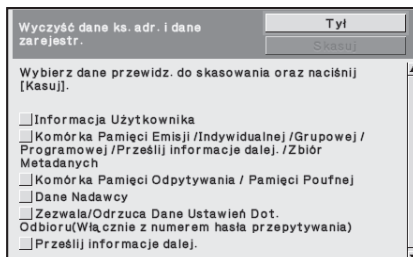 Wyczyść dane ks. adr. i dane
zarejestr.
Tył
Skasuj
Wybierz dane przewidz. do skasowania oraz naciśnij
[Kasuj].
Informacja Użytkownika
Komórka Pamięci Emisji /Indywidualnej /Grupowej /
Programowej /Prześlij informacje dalej. /Zbiór
Metadanych
Komórka Pamięci Odpytywania / Pamięci Poufnej
Dane Nadawcy
Zezwala/Odrzuca Dane Ustawień Dot.
Odbioru(Włącznie z numerem hasła przepytywania)
Prześlij informacje dalej.